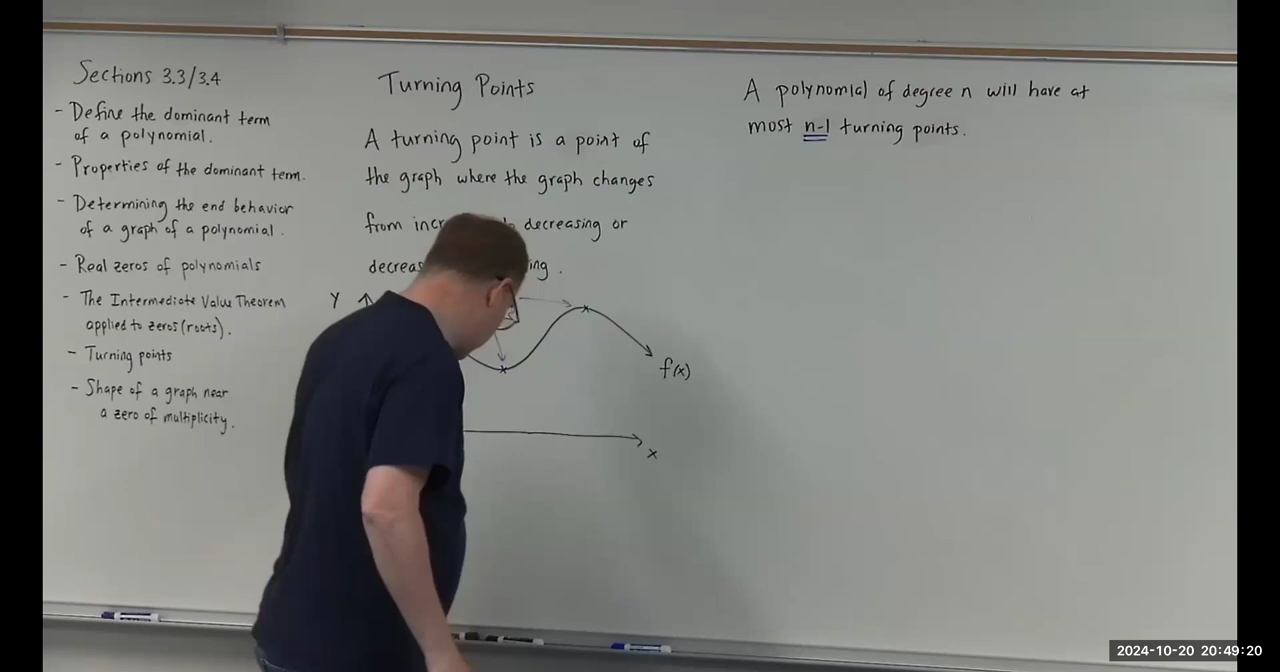 Sections 3.3/3.4
- Define the dominant term
of a polynomial.
- Properties of the dominant term.
- Determining the end behavior
of a graph of a polynomial.
- Real zeros of polynomials
- The Intermediate Value Theorem
applied to zeros (roots).
- Turning points
- Shape of a graph near
a zero of multiplicity.
Turning Points
A turning point is a point of
the graph where the graph changes
from decreasing or
.
Y
f(x)
x
A polynomial of degree n will have at
most n-1 turning points.
2024-10-20 20:49:20